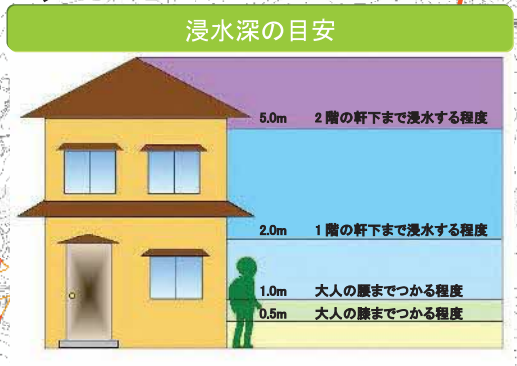 浸水深の目安
5.0m 2階の軒下まで浸水する程度
2.0m 1階の軒下まで浸水する程度
1.0m 大人の腰までつかる程度
0.5m 大人の膝までつかる程度